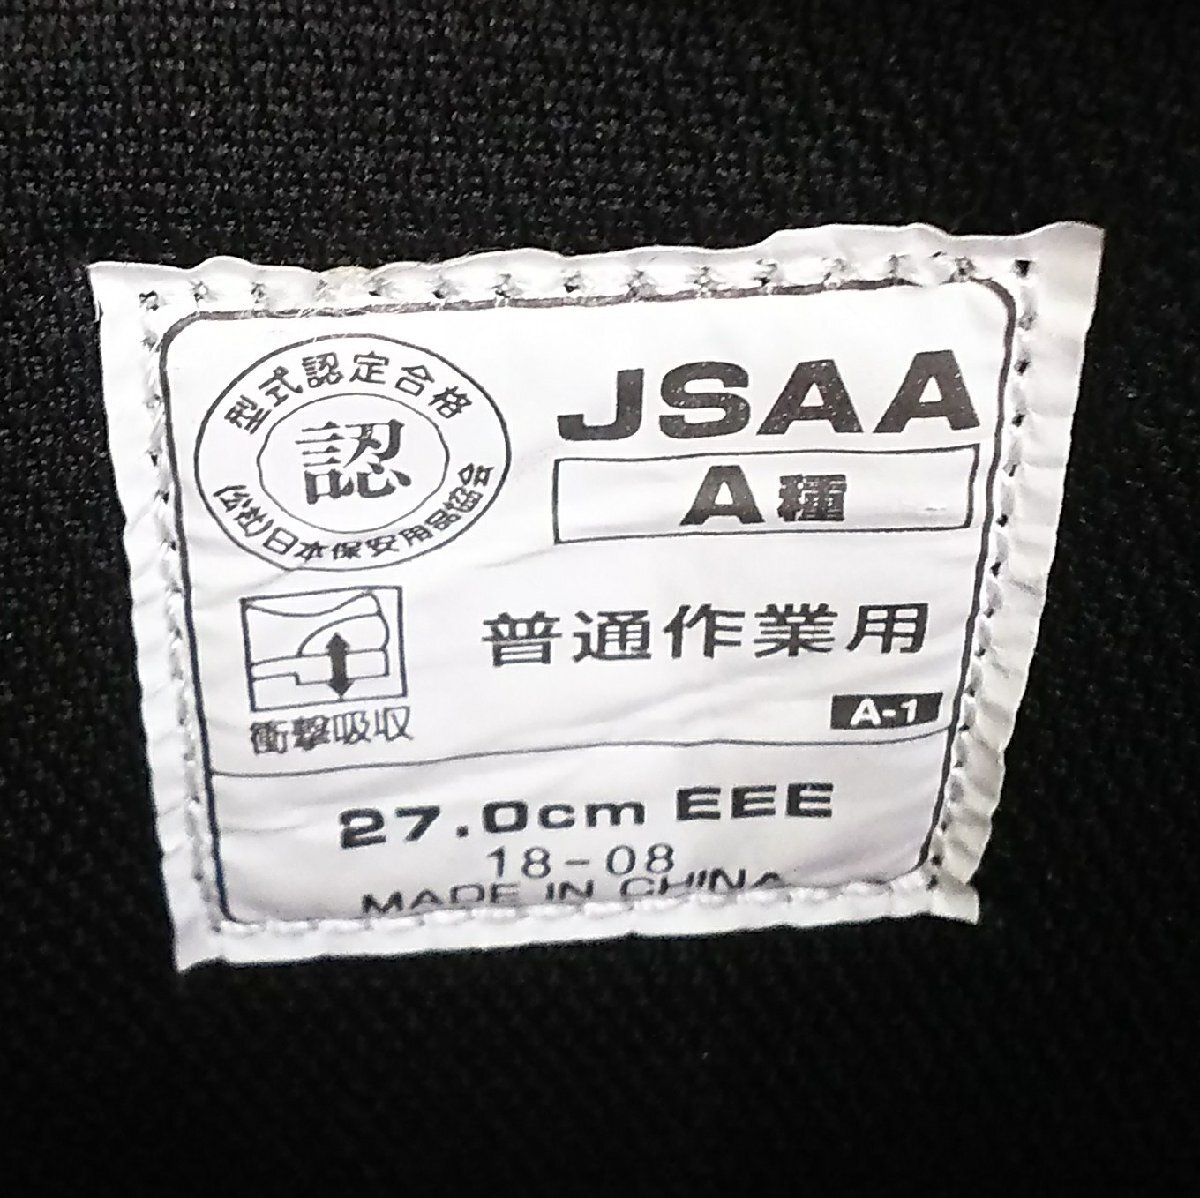 型式認定合格
認
(公社)日本保安用品協会
JSAA
A種
衝撃吸収
普通作業用
A-1
27.0cm EEE
18-08
MADE IN CHINA